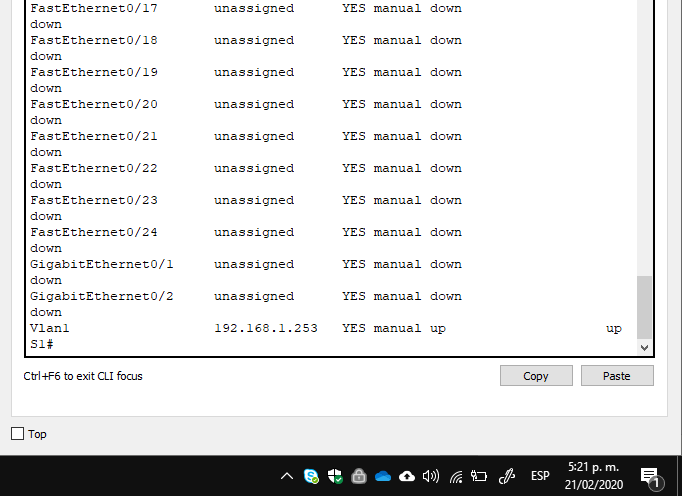 FastEthernet0/17       unassigned      YES manual down
down
FastEthernet0/18       unassigned      YES manual down
down
FastEthernet0/19       unassigned      YES manual down
down
FastEthernet0/20       unassigned      YES manual down
down
FastEthernet0/21       unassigned      YES manual down
down
FastEthernet0/22       unassigned      YES manual down
down
FastEthernet0/23       unassigned      YES manual down
down
FastEthernet0/24       unassigned      YES manual down
down
GigabitEthernet0/1     unassigned      YES manual down
down
GigabitEthernet0/2     unassigned      YES manual down
down
Vlan1                  192.168.1.253   YES manual up                    up
S1#
Ctrl+F6 to exit CLI focus
Copy
Paste
Top
ESP
5:21 p. m.
21/02/2020
1